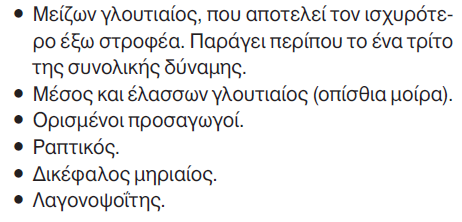 • Μείζων γλουτιαίος, που αποτελεί τον ισχυρότε-
ρο έξω στροφέα. Παράγει περίπου το ένα τρίτο
της συνολικής δύναμης.
• Μέσος και έλασσων γλουτιαίος (οπίσθια μοίρα).
• Ορισμένοι προσαγωγοί.
• Ραπτικός.
• Δικέφαλος μηριαίος.
• Λαγονοψοΐτης.